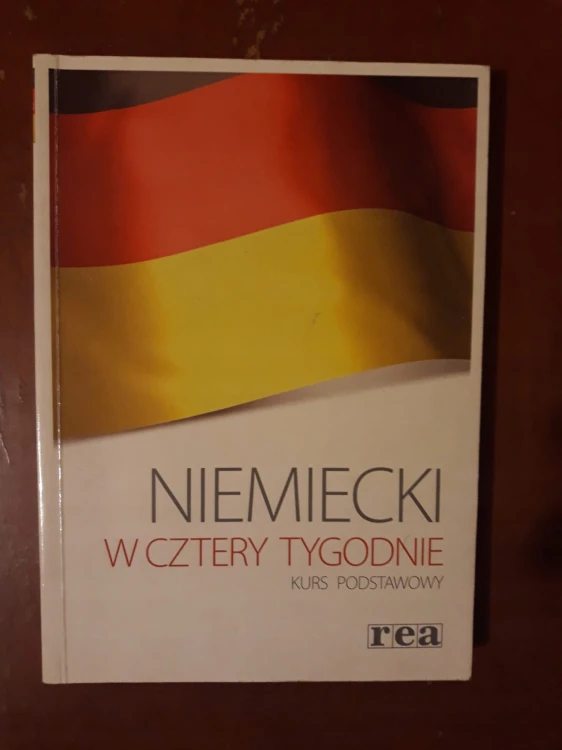 NIEMIECKI
W CZTERY TYGODNIE
KURS PODSTAWOWY
rea